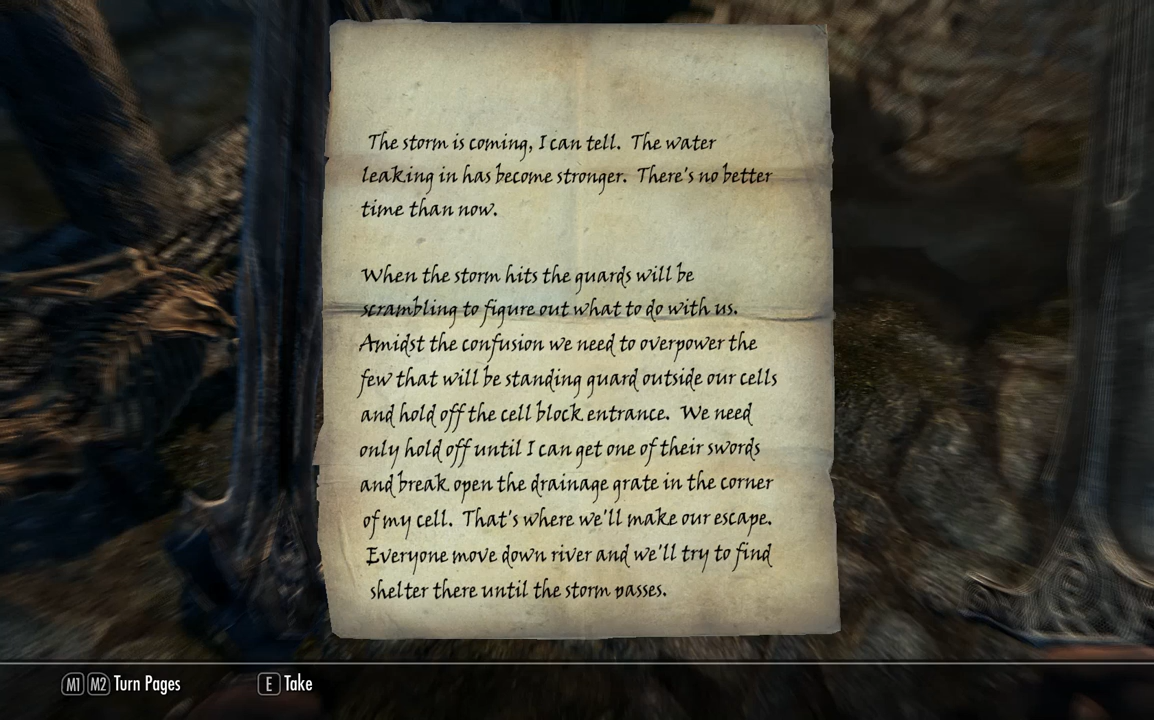 The storm is coming, I can tell.  The water
leaking in has become stronger.  There's no better
time than now.
When the storm hits the guards will be
scrambling to figure out what to do with us.
Amidst the confusion we need to overpower the
few that will be standing guard outside our cells
and hold off the cell block entrance.  We need
only hold off until I can get one of their swords
and break open the drainage grate in the corner
of my cell.  That's where we'll make our escape.
Everyone move down river and we'll try to find
shelter there until the storm passes.
M1 M2 Turn Pages E Take